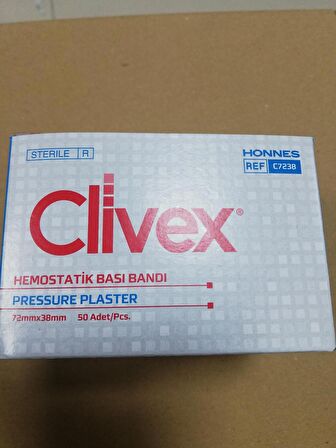 STERILE R
HONNES
REF C7238
Clivex®
HEMOSTATİK BASI BANDI
PRESSURE PLASTER
72mmx38mm 50 Adet/Pcs.